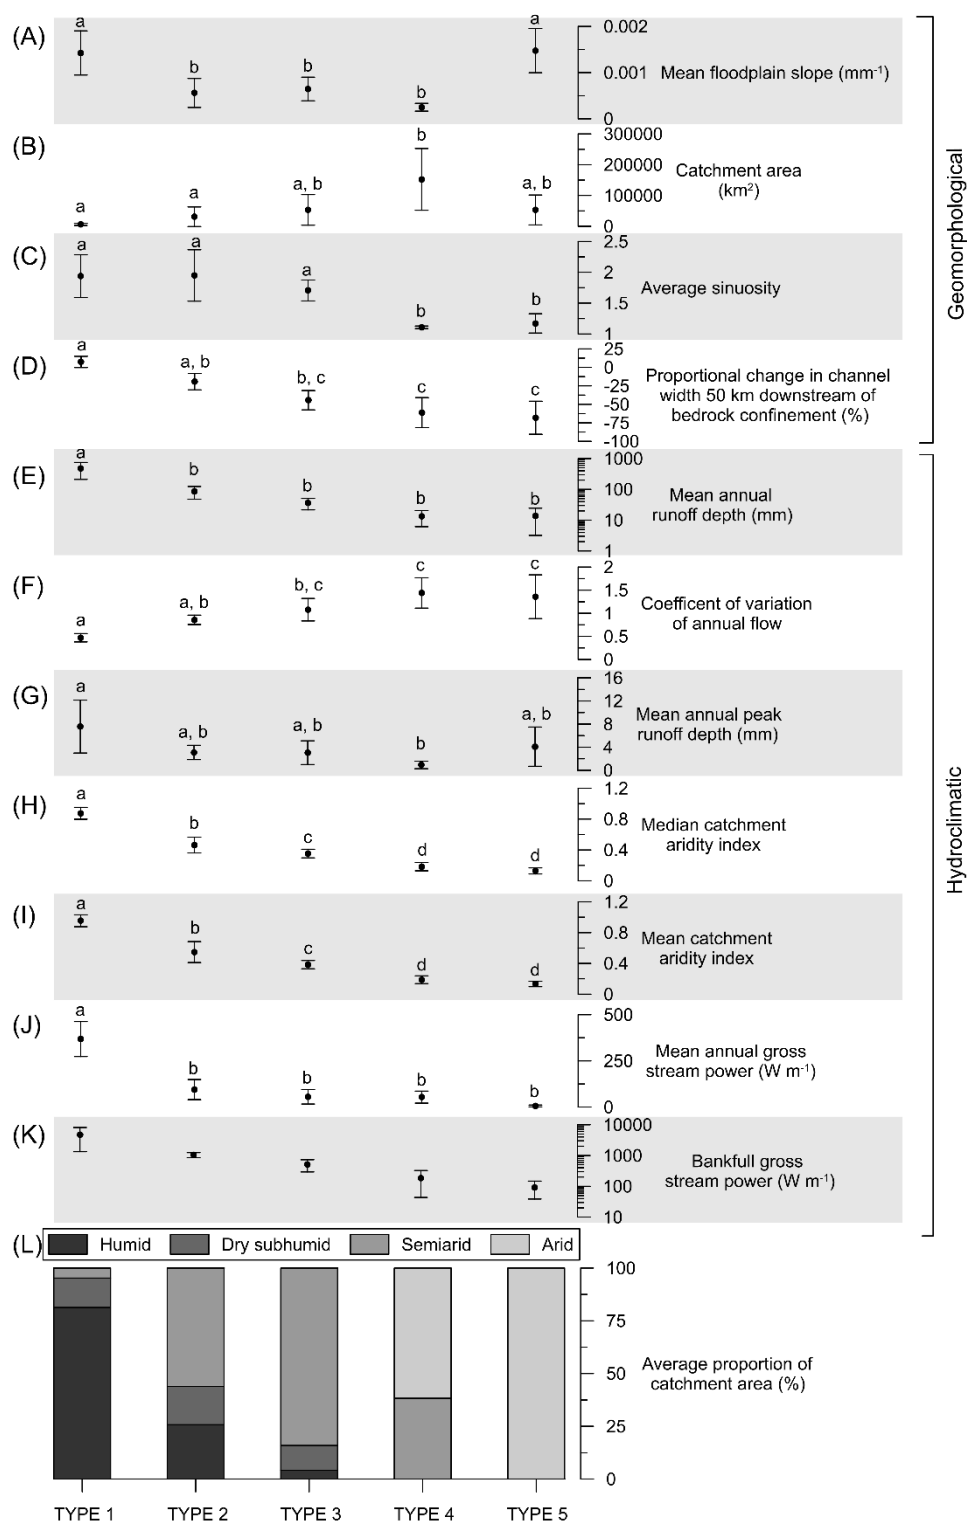 (A)
a
b
b
b
a
0.002
0.001
0
Mean floodplain slope (mm⁻¹)
(B)
a
a
a, b
b
a, b
300000
200000
100000
0
Catchment area
(km²)
(C)
a
a
a
b
b
2.5
2
1.5
1
Average sinuosity
(D)
a
a, b
b, c
c
c
25
0
-25
-50
-75
-100
Proportional change in channel
width 50 km downstream of
bedrock confinement (%)
Geomorphological
(E)
a
b
b
b
b
1000
100
10
1
Mean annual
runoff depth (mm)
(F)
a
a, b
b, c
c
c
2
1.5
1
0.5
0
Coefficent of variation
of annual flow
(G)
a
a, b
a, b
b
a, b
16
12
8
4
0
Mean annual peak
runoff depth (mm)
(H)
a
b
c
d
d
1.2
0.8
0.4
0
Median catchment
aridity index
(I)
a
b
c
d
d
1.2
0.8
0.4
0
Mean catchment
aridity index
(J)
a
b
b
b
b
500
250
0
Mean annual gross
stream power (W m⁻¹)
(K)
10000
1000
100
10
Bankfull gross
stream power (W m⁻¹)
Hydroclimatic
(L)
Humid
Dry subhumid
Semiarid
Arid
100
75
50
25
0
Average proportion of
catchment area (%)
TYPE 1
TYPE 2
TYPE 3
TYPE 4
TYPE 5